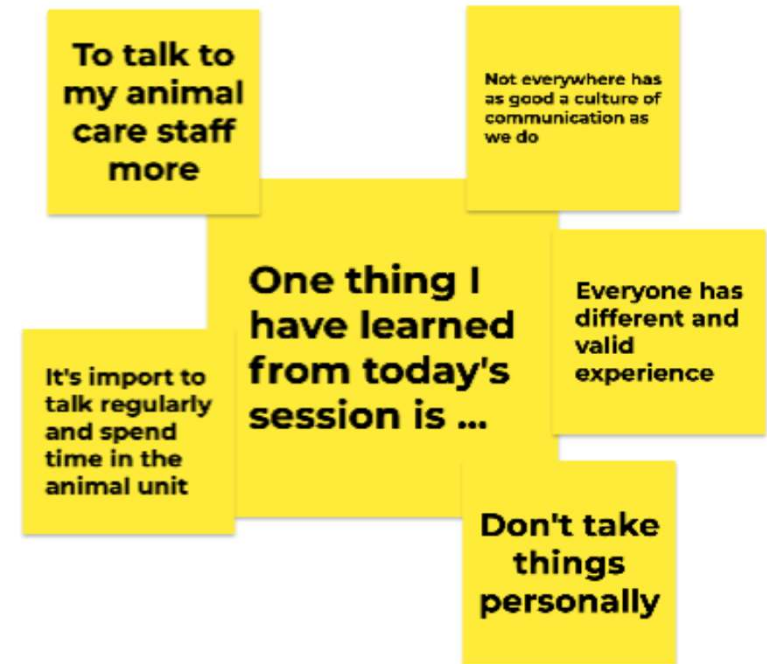 To talk to
my animal
care staff
more
Not everywhere has
as good a culture of
communication as
we do
One thing I
have learned
from today's
session is ...
Everyone has
different and
valid
experience
It's import to
talk regularly
and spend
time in the
animal unit
Don't take
things
personally